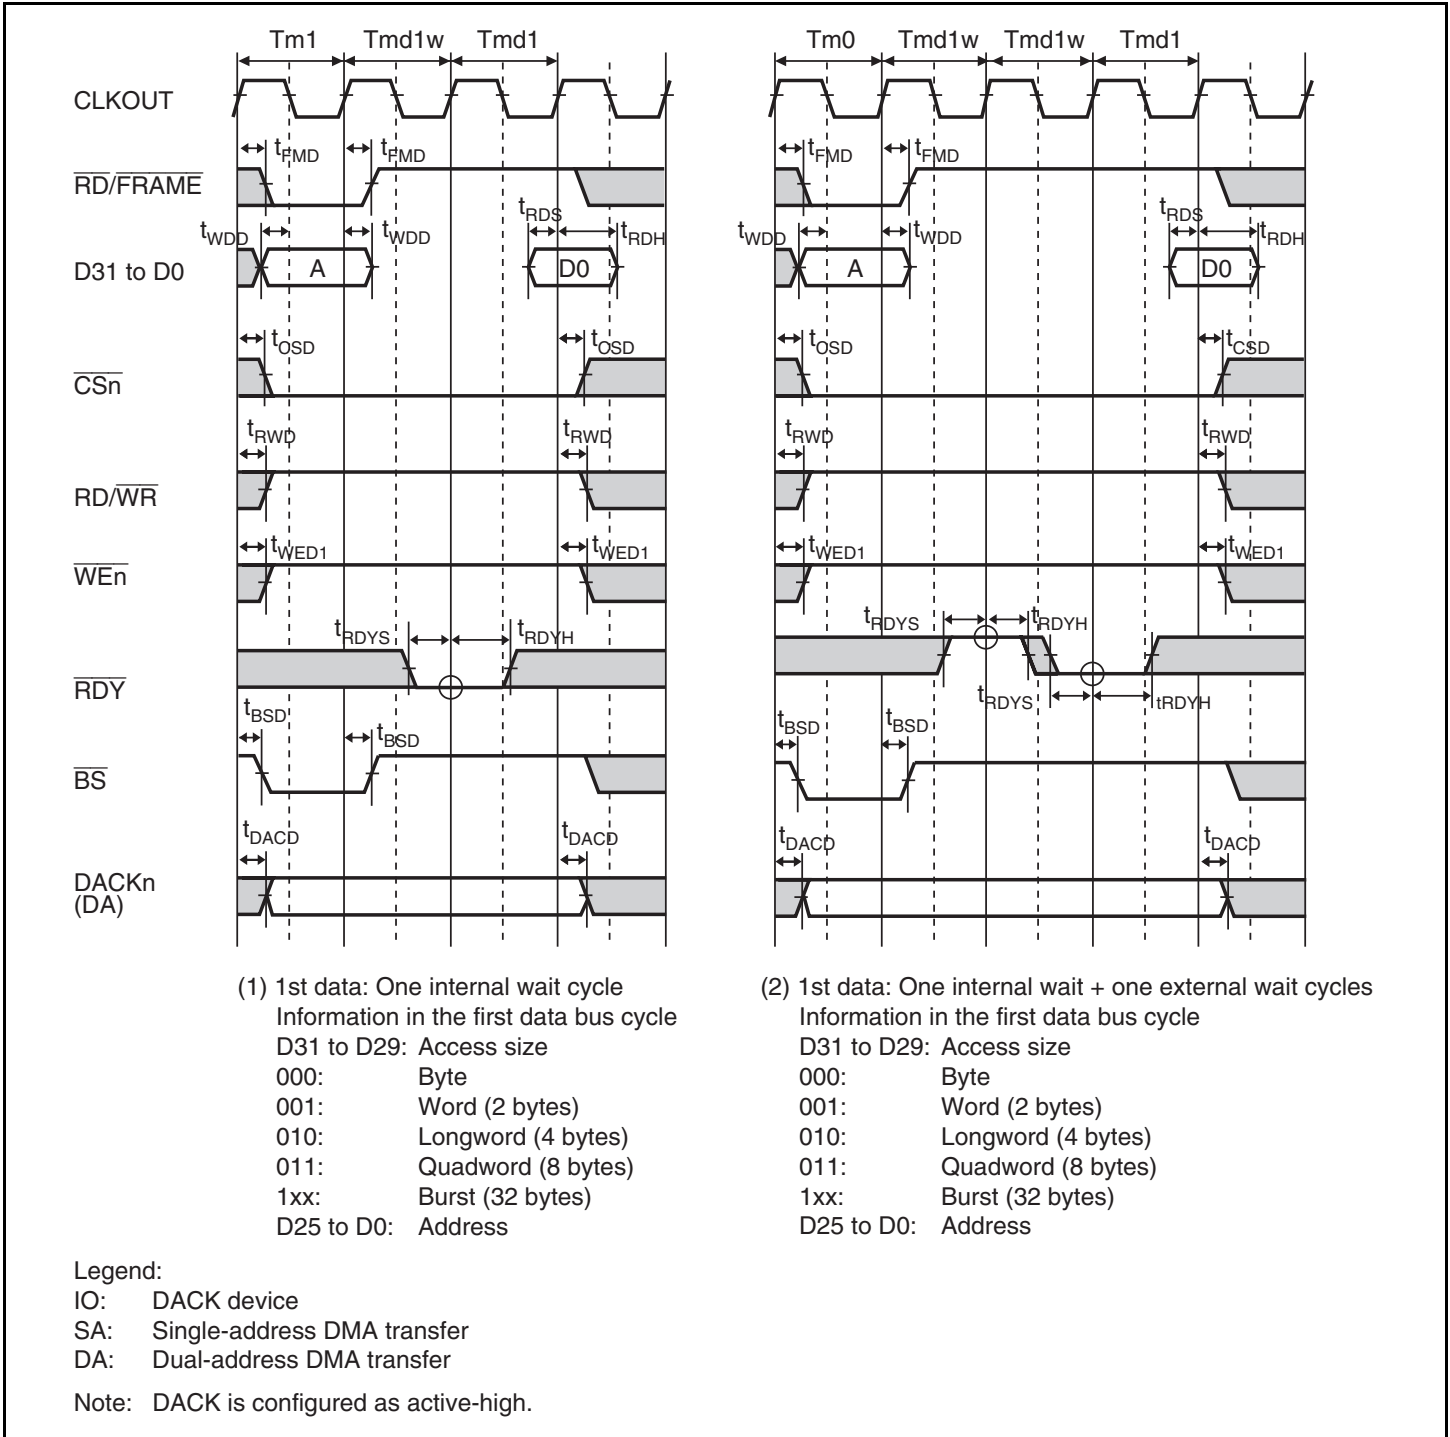 Tm1 Tmd1w Tmd1 Tm0 Tmd1w Tmd1w Tmd1
CLKOUT
tFMD tFMD tFMD tFMD
RD/FRAME
tRDS tRDS
tWDD tWDD tRDH tWDD tWDD tRDH
D31 to D0 A D0 A D0
tOSD tOSD tOSD tCSD
CSn
tRWD tRWD tRWD tRWD
RD/WR
tWED1 tWED1 tWED1 tWED1
WEn
tRDYS tRDYH tRDYS tRDYH
RDY
tRDYS tRDYH
tBSD tBSD tBSD tBSD
BS
tDACD tDACD tDACD tDACD
DACKn
(DA)
(1) 1st data: One internal wait cycle
Information in the first data bus cycle
D31 to D29: Access size
000: Byte
001: Word (2 bytes)
010: Longword (4 bytes)
011: Quadword (8 bytes)
1xx: Burst (32 bytes)
D25 to D0: Address
(2) 1st data: One internal wait + one external wait cycles
Information in the first data bus cycle
D31 to D29: Access size
000: Byte
001: Word (2 bytes)
010: Longword (4 bytes)
011: Quadword (8 bytes)
1xx: Burst (32 bytes)
D25 to D0: Address
Legend:
IO: DACK device
SA: Single-address DMA transfer
DA: Dual-address DMA transfer
Note: DACK is configured as active-high.